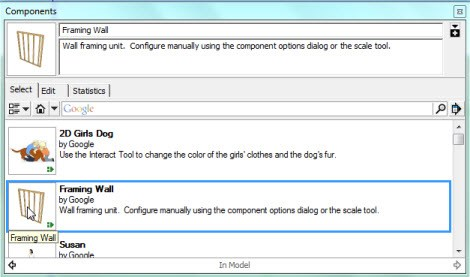 Components
Framing Wall
Wall framing unit. Configure manually using the component options dialog or the scale tool.
Select Edit Statistics
Google
2D Girls Dog
by Google
Use the Interact Tool to change the color of the girls' clothes and the dog's fur.
Framing Wall
by Google
Wall framing unit. Configure manually using the component options dialog or the scale tool.
Framing Wall
Susan
by Google
In Model